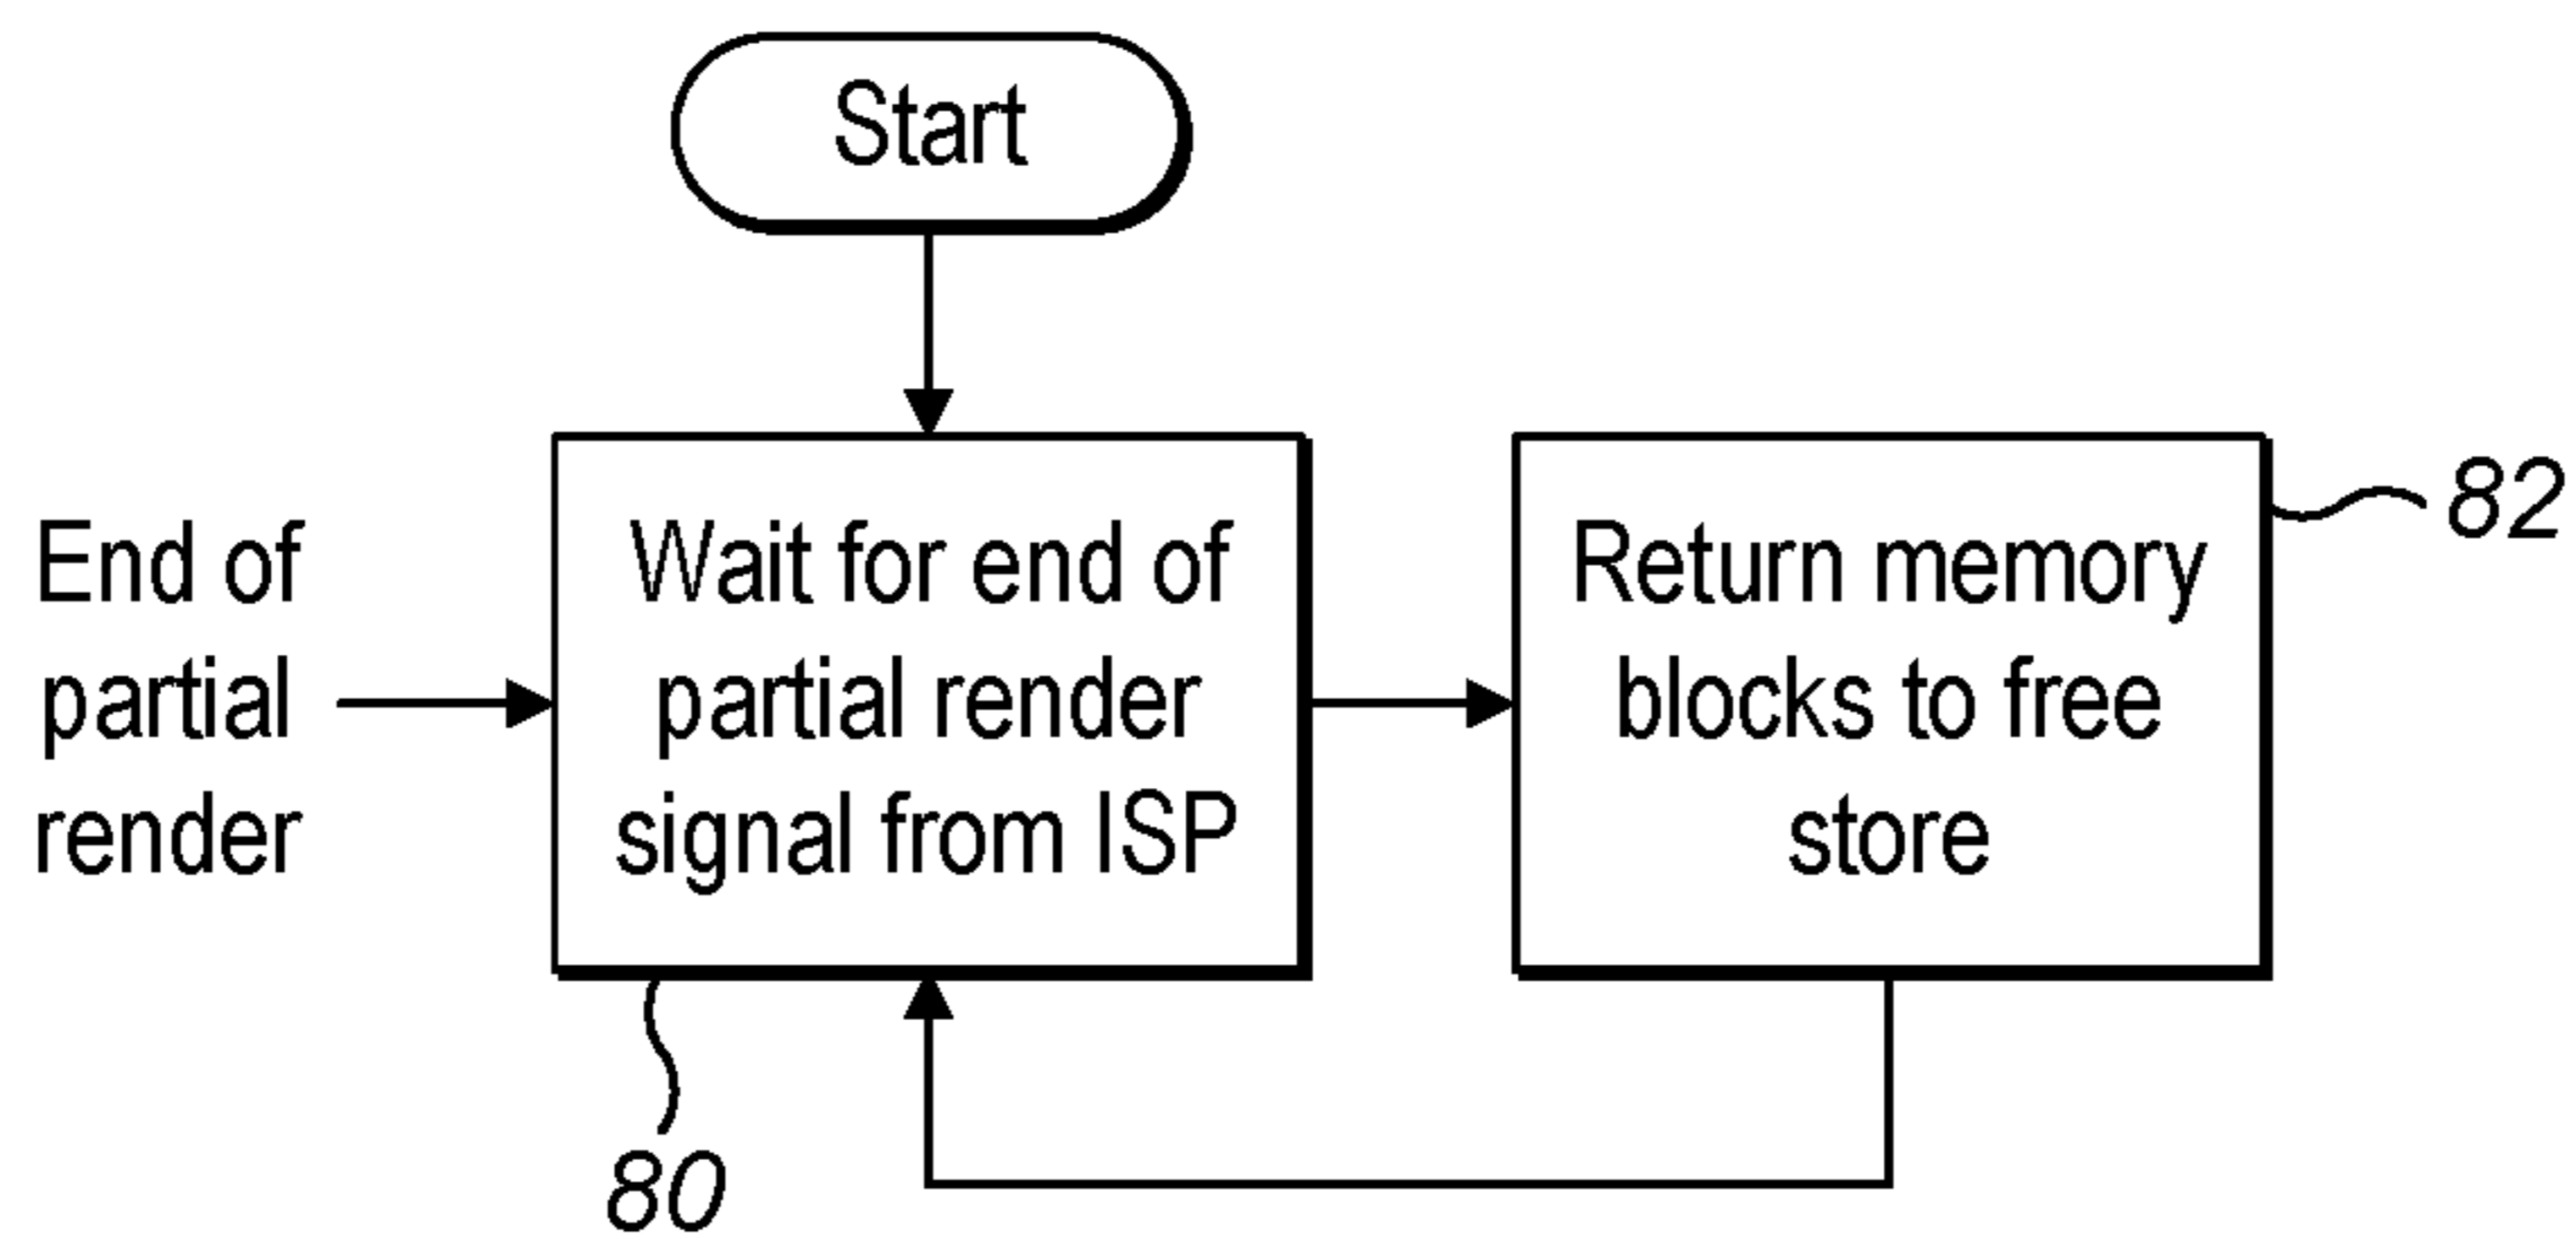 Start
End of
partial
render
Wait for end of
partial render
signal from ISP
Return memory
blocks to free
store
82
80